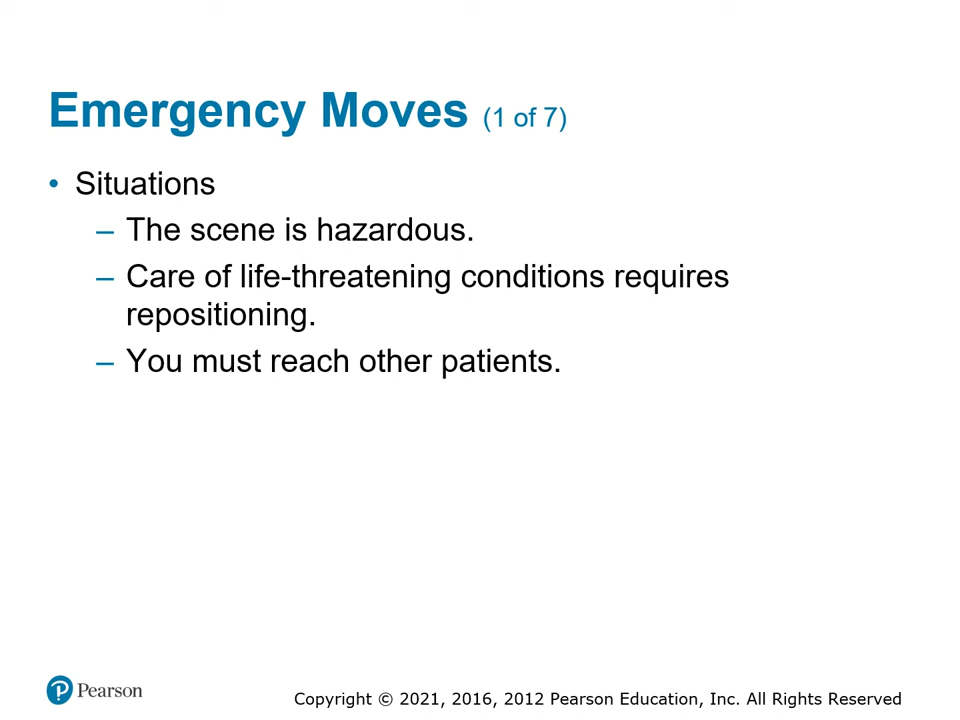 Emergency Moves (1 of 7)
• Situations
– The scene is hazardous.
– Care of life-threatening conditions requires
repositioning.
– You must reach other patients.
Pearson
Copyright © 2021, 2016, 2012 Pearson Education, Inc. All Rights Reserved